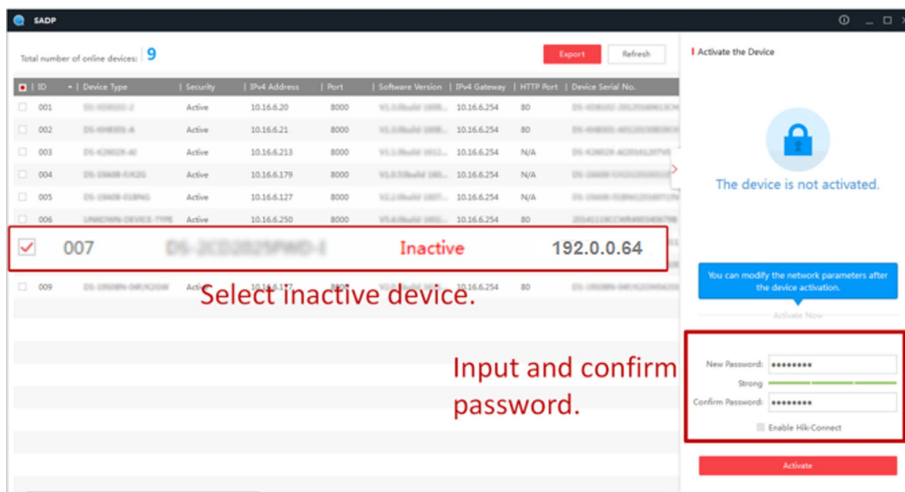 SADP
Total number of online devices: 9
Export
Refresh
ID | Device Type | Security | IPv4 Address | Port | Software Version | IPv4 Gateway | HTTP Port | Device Serial No.
001 Active 10.16.6.20 8000 10.16.6.254 80
002 Active 10.16.6.21 8000 10.16.6.254 80
003 Active 10.16.6.213 8000 10.16.6.254 N/A
004 Active 10.16.6.179 8000 10.16.6.254 N/A
005 Active 10.16.6.127 8000 10.16.6.254 N/A
006 Active 10.16.6.250 8000 10.16.6.254 80
007 Inactive 192.0.0.64
009 8000 10.16.6.254 80
Select inactive device.
Input and confirm
password.
Activate the Device
The device is not activated.
You can modify the network parameters after
the device activation.
Activate Now
New Password:
Strong
Confirm Password:
Enable Hik-Connect
Activate